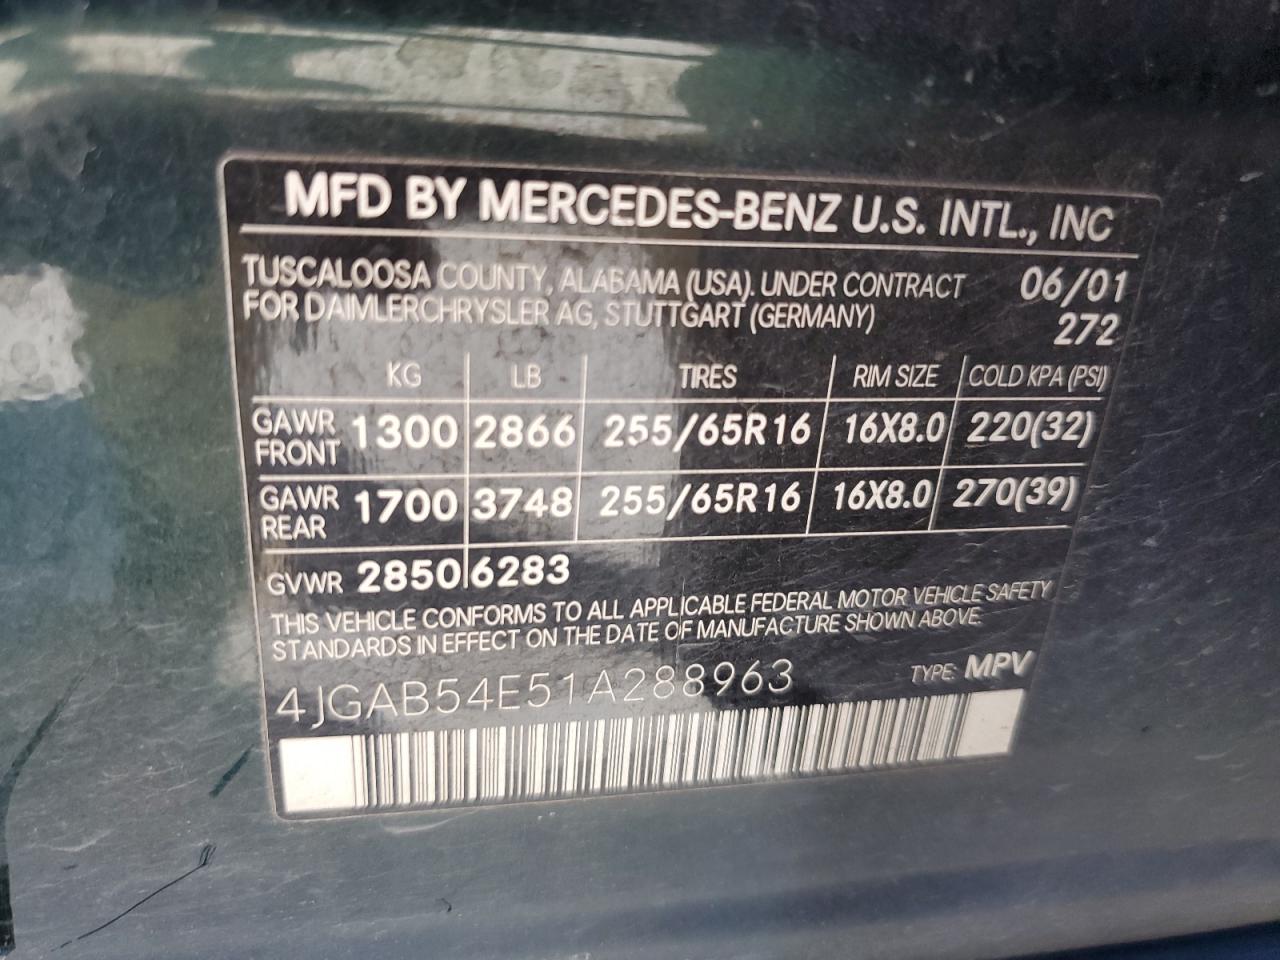 MFD BY MERCEDES-BENZ U.S. INTL., INC
TUSCALOOSA COUNTY, ALABAMA (USA). UNDER CONTRACT 06/01
FOR DAIMLERCHRYSLER AG, STUTTGART (GERMANY) 272
KG LB TIRES RIM SIZE COLD KPA (PSI)
GAWR FRONT 1300 2866 255/65R16 16X8.0 220(32)
GAWR REAR 1700 3748 255/65R16 16X8.0 270(39)
GVWR 2850 6283
THIS VEHICLE CONFORMS TO ALL APPLICABLE FEDERAL MOTOR VEHICLE SAFETY
STANDARDS IN EFFECT ON THE DATE OF MANUFACTURE SHOWN ABOVE.
4JGAB54E51A288963 TYPE: MPV